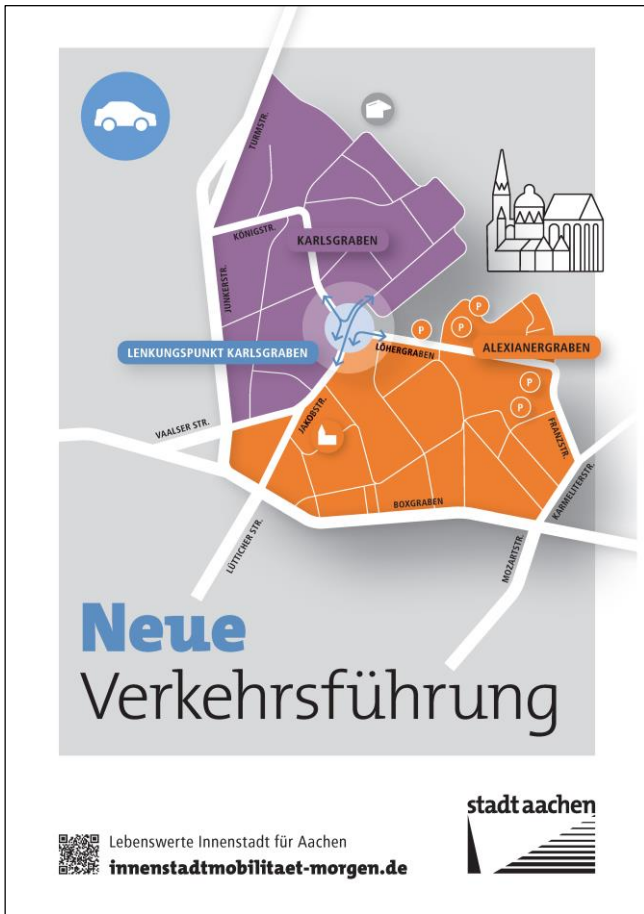 TURMSTR.
KÖNIGSTR.
KARLSGRABEN
JUNKERSTR.
P
P
P
LENKUNGSPUNKT KARLSGRABEN
LÖHERGRABEN
ALEXIANERGRABEN
P
P
VAALSER STR.
JAKOBSTR.
FRANZSTR.
KARMELITERSTR.
BOXGRABEN
LÜTTICHER STR.
MOZARTSTR.
Neue
Verkehrsführung
stadt aachen
Lebenswerte Innenstadt für Aachen
innenstadtmobilitaet-morgen.de